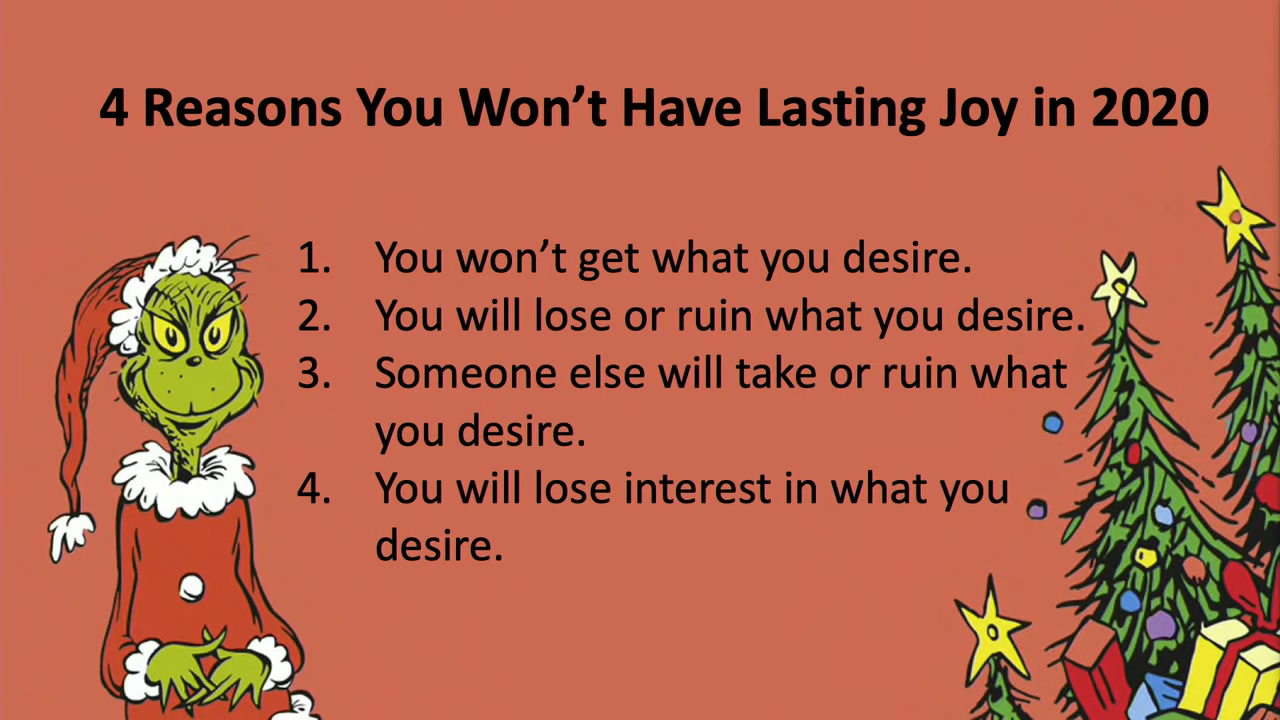 4 Reasons You Won’t Have Lasting Joy in 2020
1. You won’t get what you desire.
2. You will lose or ruin what you desire.
3. Someone else will take or ruin what
you desire.
4. You will lose interest in what you
desire.